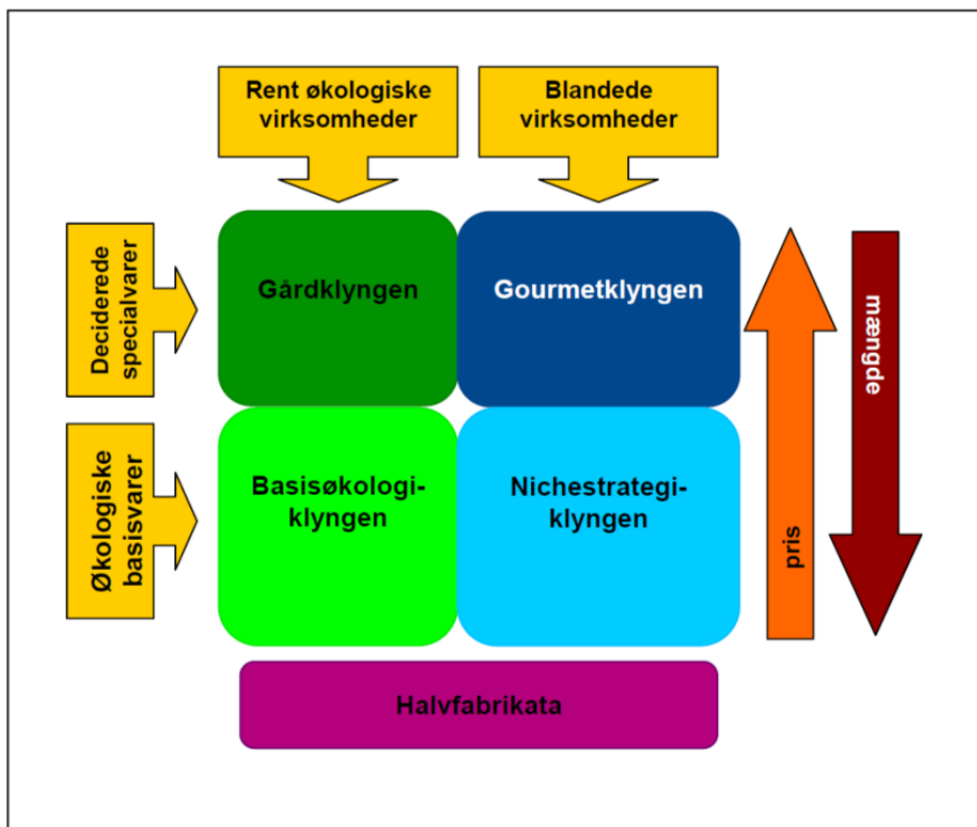 Rent økologiske
virksomheder
Blandede
virksomheder
Deciderede
specialvarer
Gårdklyngen
Gourmetklyngen
mængde
Økologiske
basisvarer
Basisøkologi-
klyngen
Nichestrategi-
klyngen
pris
Halvfabrikata